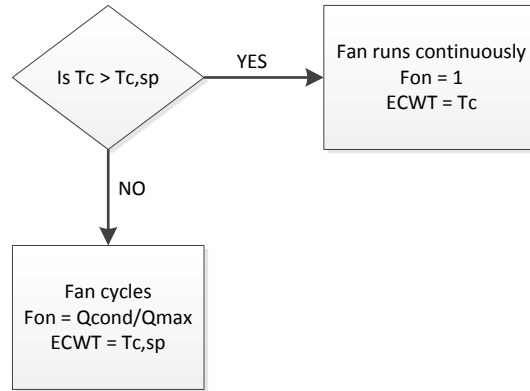 Is Tc > Tc,sp
YES
Fan runs continuously
Fon = 1
ECWT = Tc
NO
Fan cycles
Fon = Qcond/Qmax
ECWT = Tc,sp